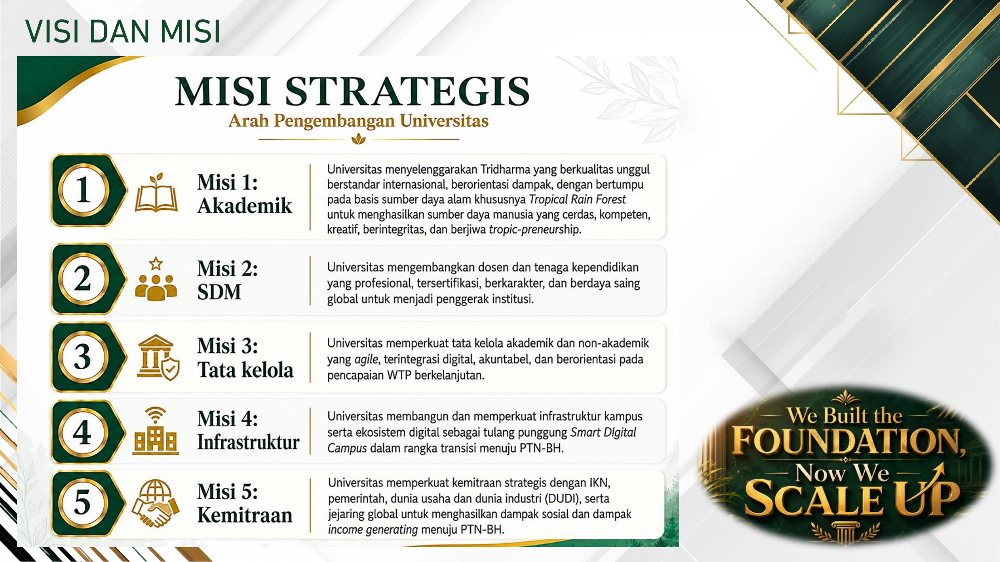 VISI DAN MISI
MISI STRATEGIS
Arah Pengembangan Universitas
1
Misi 1:
Akademik
Universitas menyelenggarakan Tridharma yang berkualitas unggul
berstandar internasional, berorientasi dampak, dengan bertumpu
pada basis sumber daya alam khususnya Tropical Rain Forest
untuk menghasilkan sumber daya manusia yang cerdas, kompeten,
kreatif, berintegritas, dan berjiwa tropic-preneurship.
2
Misi 2:
SDM
Universitas mengembangkan dosen dan tenaga kependidikan
yang profesional, tersertifikasi, berkarakter, dan berdaya saing
global untuk menjadi penggerak institusi.
3
Misi 3:
Tata kelola
Universitas memperkuat tata kelola akademik dan non-akademik
yang agile, terintegrasi digital, akuntabel, dan berorientasi pada
pencapaian WTP berkelanjutan.
4
Misi 4:
Infrastruktur
Universitas membangun dan memperkuat infrastruktur kampus
serta ekosistem digital sebagai tulang punggung Smart DIgital
Campus dalam rangka transisi menuju PTN-BH.
5
Misi 5:
Kemitraan
Universitas memperkuat kemitraan strategis dengan IKN,
pemerintah, dunia usaha dan dunia industri (DUDI), serta
jejaring global untuk menghasilkan dampak sosial dan dampak
income generating menuju PTN-BH.
We Built the
FOUNDATION,
Now We
SCALE UP